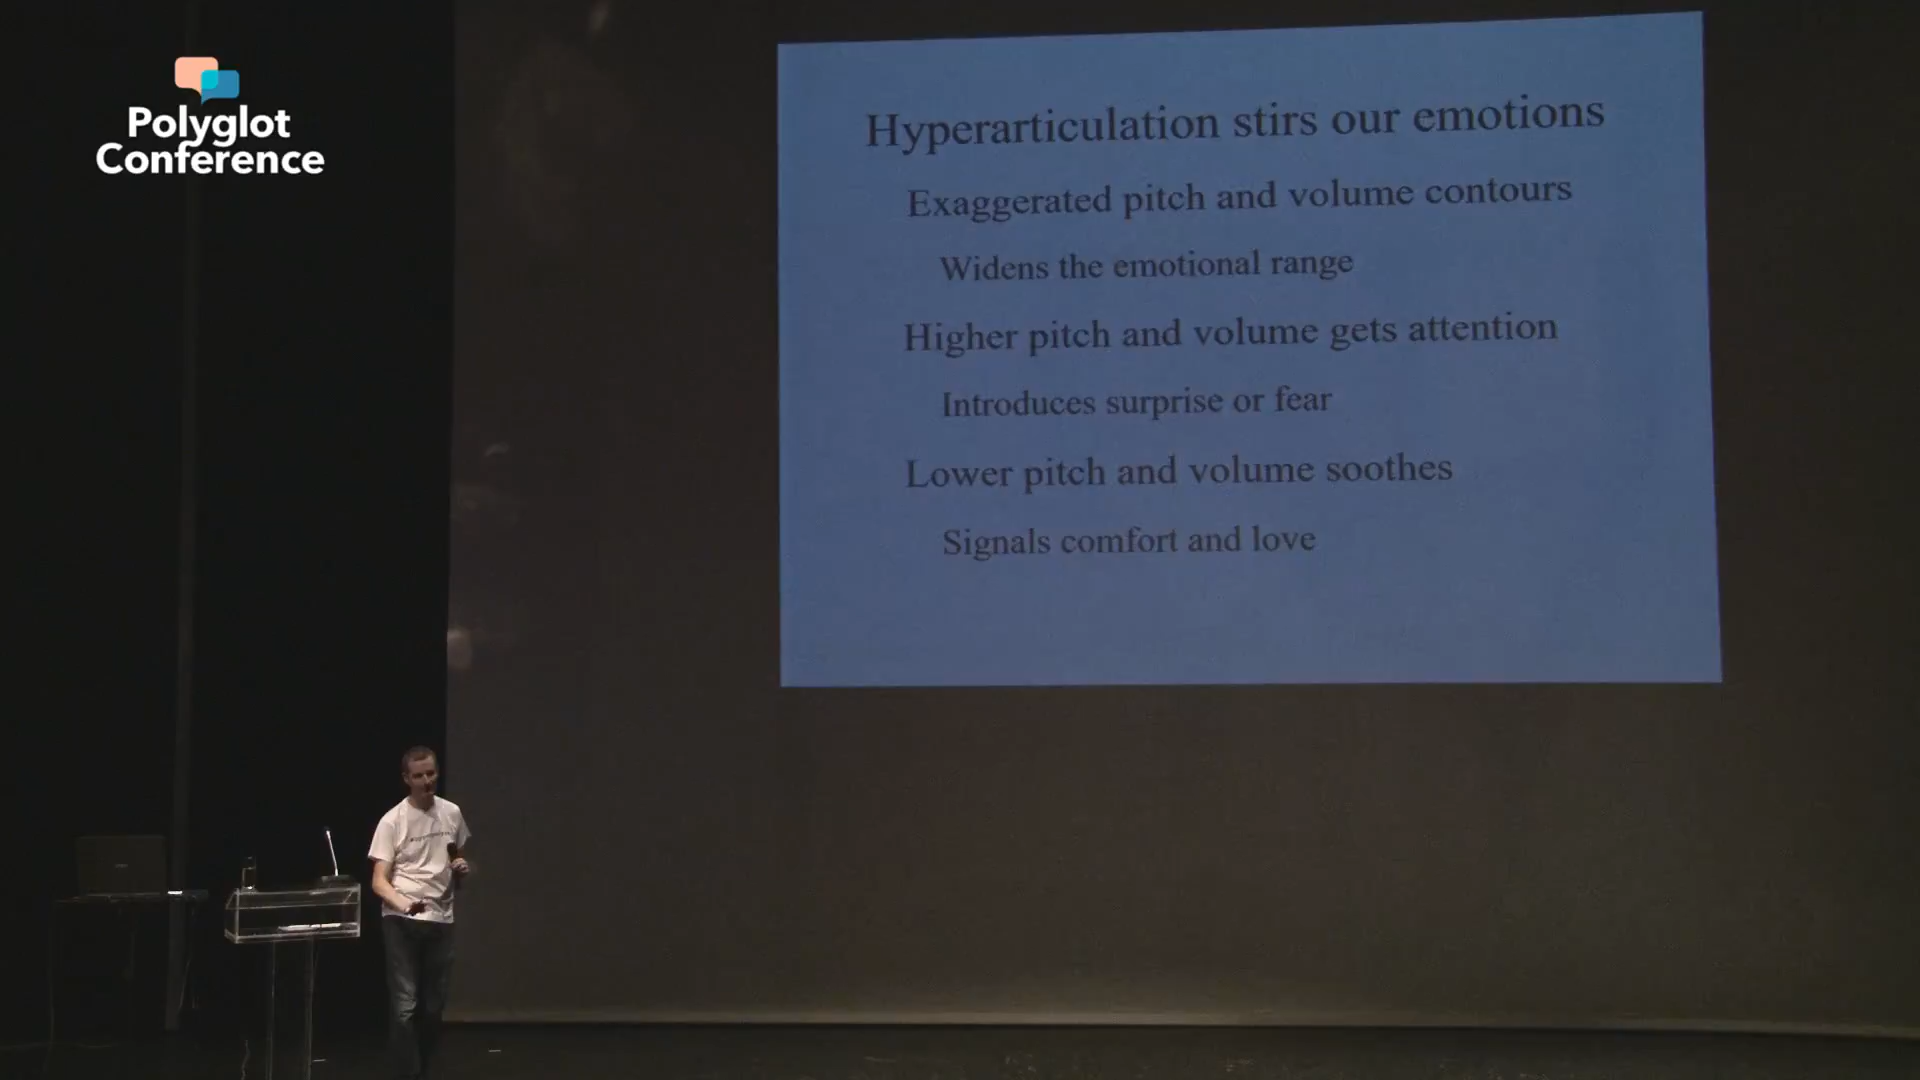 Polyglot
Conference
Hyperarticulation stirs our emotions
Exaggerated pitch and volume contours
Widens the emotional range
Higher pitch and volume gets attention
Introduces surprise or fear
Lower pitch and volume soothes
Signals comfort and love